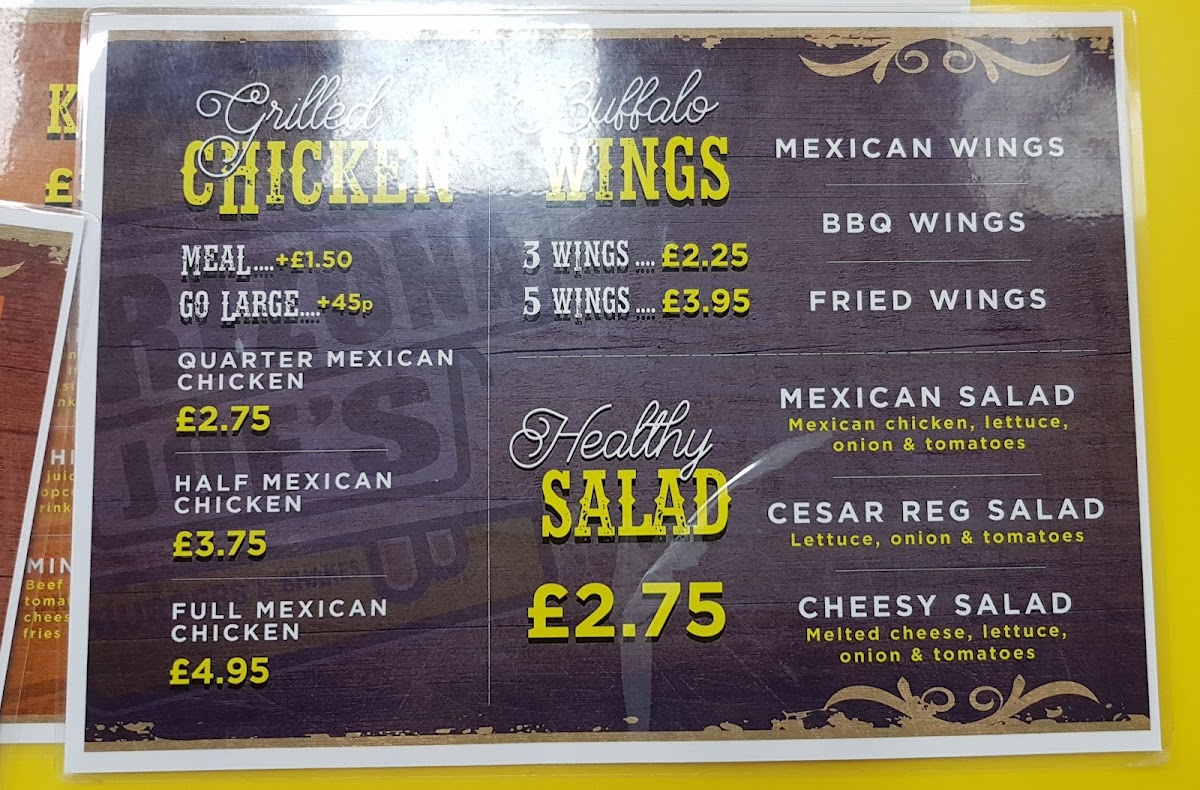 Grilled
CHICKEN
MEAL....+£1.50
GO LARGE....+45p
QUARTER MEXICAN
CHICKEN
£2.75
HALF MEXICAN
CHICKEN
£3.75
FULL MEXICAN
CHICKEN
£4.95
Buffalo
WINGS
3 WINGS.... £2.25
5 WINGS.... £3.95
MEXICAN WINGS
BBQ WINGS
FRIED WINGS
Healthy
SALAD
£2.75
MEXICAN SALAD
Mexican chicken, lettuce,
onion & tomatoes
CESAR REG SALAD
Lettuce, onion & tomatoes
CHEESY SALAD
Melted cheese, lettuce,
onion & tomatoes
K
£
MIN
Beef
fries